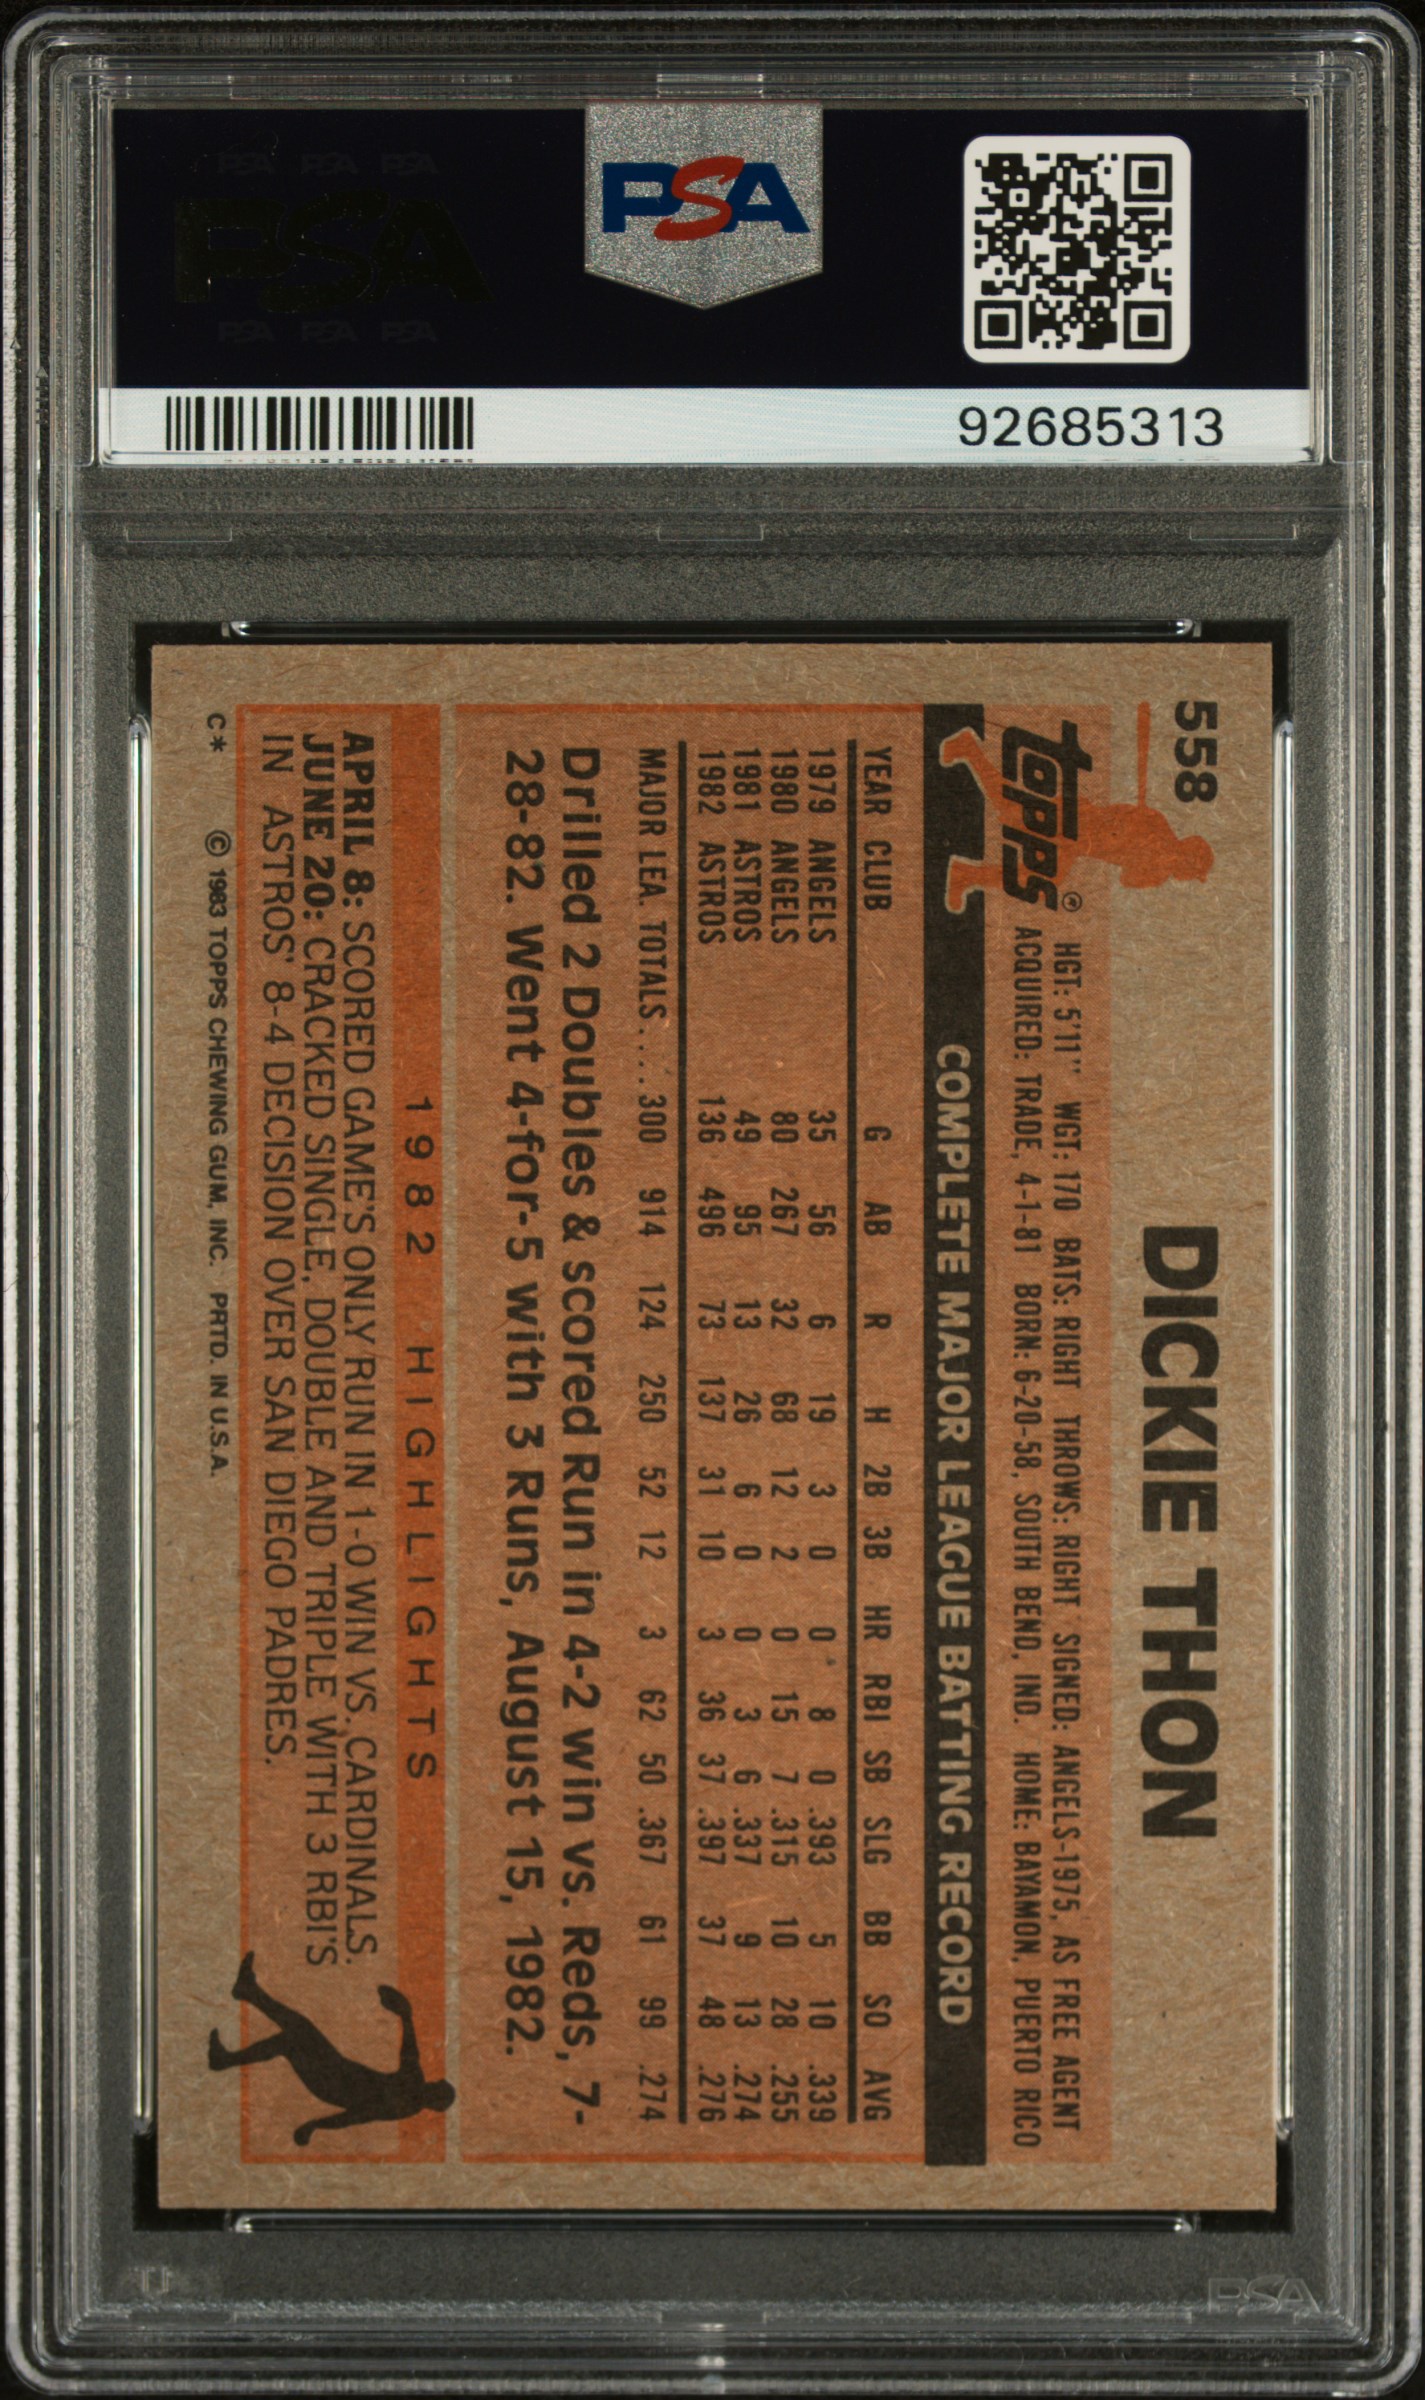 PSA PSA PSA
PSA
PSA PSA PSA
PSA
92685313
558
DICKIE THON
Topps®
HGT: 5'11" WGT: 170 BATS: RIGHT THROWS: RIGHT SIGNED: ANGELS-1975, AS FREE AGENT
ACQUIRED: TRADE, 4-1-81 BORN: 6-20-58, SOUTH BEND, IND. HOME: BAYAMON, PUERTO RICO
COMPLETE MAJOR LEAGUE BATTING RECORD
YEAR CLUB G AB R H 2B 3B HR RBI SB SLG BB SO AVG
1979 ANGELS 35 56 6 19 3 0 0 8 0 .393 5 10 .339
1980 ANGELS 80 267 32 68 12 2 0 15 7 .315 10 28 .255
1981 ASTROS 49 95 13 26 6 0 0 3 6 .337 9 13 .274
1982 ASTROS 136 496 73 137 31 10 3 36 37 .397 37 48 .276
MAJOR LEA. TOTALS....300 914 124 250 52 12 3 62 50 .367 61 99 .274
Drilled 2 Doubles & scored Run in 4-2 win vs. Reds, 7-
28-82. Went 4-for-5 with 3 Runs, August 15, 1982.
1982 HIGHLIGHTS
APRIL 8: SCORED GAME'S ONLY RUN IN 1-0 WIN VS. CARDINALS.
JUNE 20: CRACKED SINGLE, DOUBLE AND TRIPLE WITH 3 RBI'S
IN ASTROS' 8-4 DECISION OVER SAN DIEGO PADRES.
C* © 1983 TOPPS CHEWING GUM, INC. PRTD. IN U.S.A.
PSA